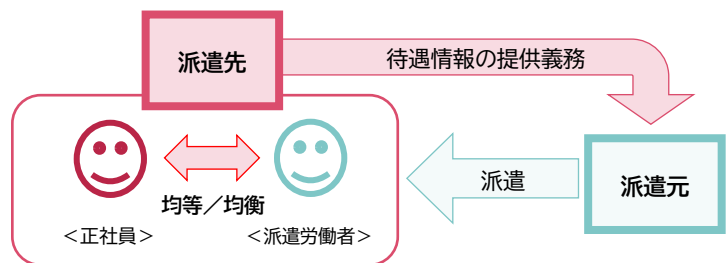 派遣先
待遇情報の提供義務
派遣元
派遣
均等／均衡
＜正社員＞
＜派遣労働者＞